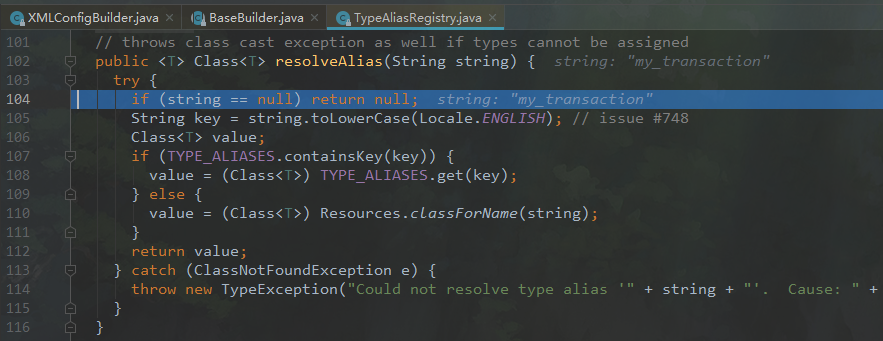 XMLConfigBuilder.java × BaseBuilder.java × TypeAliasRegistry.java ×
101 // throws class cast exception as well if types cannot be assigned
102 public <T> Class<T> resolveAlias(String string) { string: "my_transaction"
103 try {
104 if (string == null) return null; string: "my_transaction"
105 String key = string.toLowerCase(Locale.ENGLISH); // issue #748
106 Class<T> value;
107 if (TYPE_ALIASES.containsKey(key)) {
108 value = (Class<T>) TYPE_ALIASES.get(key);
109 } else {
110 value = (Class<T>) Resources.classForName(string);
111 }
112 return value;
113 } catch (ClassNotFoundException e) {
114 throw new TypeException("Could not resolve type alias '" + string + "'.  Cause: " +
115 }
116 }